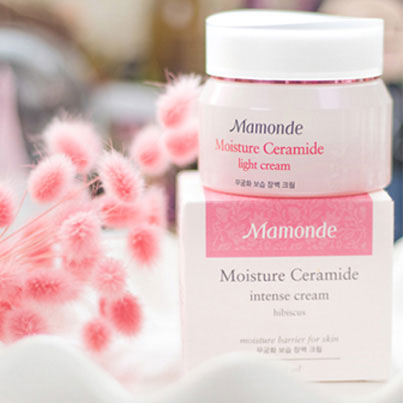 Mamonde
Moisture Ceramide
light cream
무궁화 보습 장벽 크림
Mamonde
Moisture Ceramide
intense cream
hibiscus
moisture barrier for skin
무궁화 보습 장벽 크림